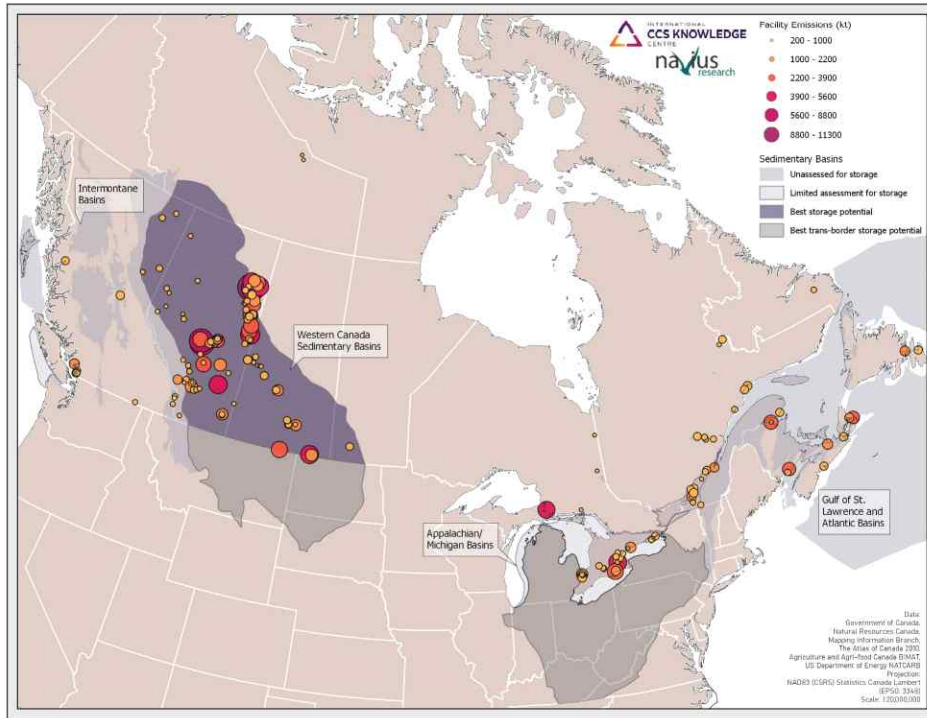 INTERNATIONAL
CCS KNOWLEDGE
CENTRE
navius
research
Facility Emissions (kt)
200 - 1000
1000 - 2200
2200 - 3900
3900 - 5600
5600 - 8800
8800 - 11300
Sedimentary Basins
Unassessed for storage
Limited assessment for storage
Best storage potential
Best trans-border storage potential
Intermontane
Basins
Western Canada
Sedimentary Basins
Appalachian/
Michigan Basins
Gulf of St.
Lawrence and
Atlantic Basins
Data:
Government of Canada,
Natural Resources Canada,
Mapping Information Branch,
The Atlas of Canada 2010,
Agriculture and Agri-food Canada BIMAT,
US Department of Energy NATCARB
Projection:
NAD83 (CSRS) Statistics Canada Lambert
(EPSG: 3348)
Scale: 1:20,000,000